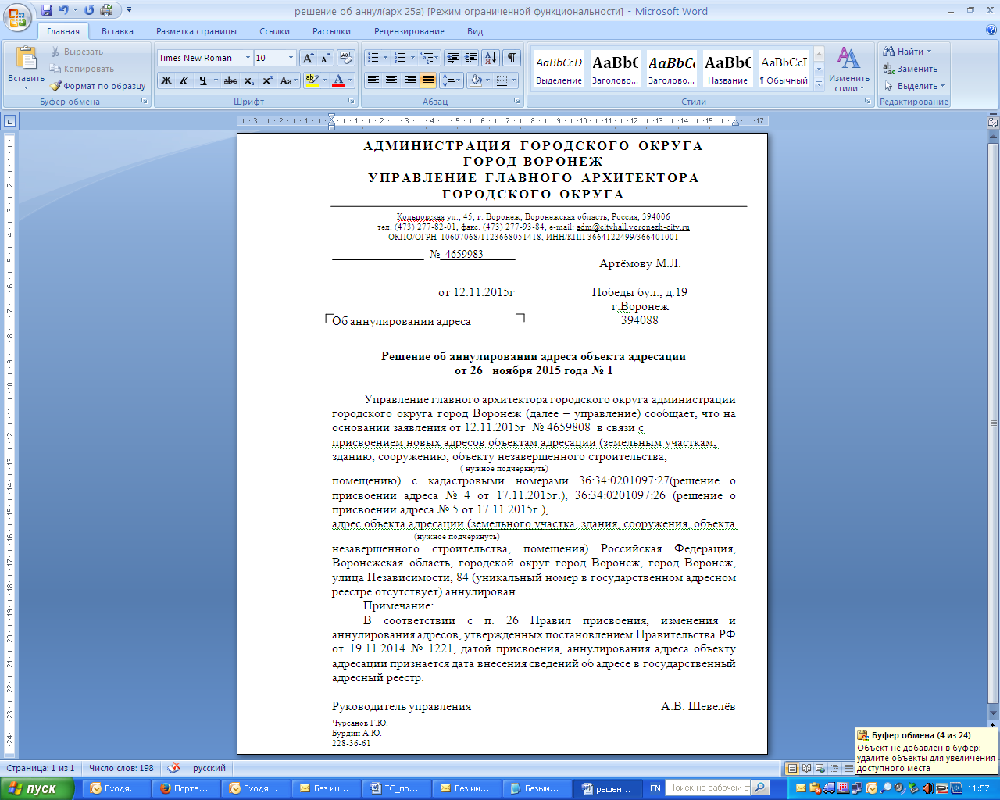 решение об аннул(арх 25а) [Режим ограниченной функциональности] - Microsoft Word
Главная Вставка Разметка страницы Ссылки Рассылки Рецензирование Вид
Вставить
Вырезать
Копировать
Формат по образцу
Буфер обмена
Times New Roman 10
Ж К Ч abc x₂ x² Aa
Шрифт
Абзац
AaBbCcD AaBbC AaBbCc AaBbC AaBbCcI
Выделение Заголово... Заголово... Название ¶ Обычный
Изменить стили
Стили
Найти
Заменить
Выделить
Редактирование
АДМИНИСТРАЦИЯ ГОРОДСКОГО ОКРУГА
ГОРОД ВОРОНЕЖ
УПРАВЛЕНИЕ ГЛАВНОГО АРХИТЕКТОРА
ГОРОДСКОГО ОКРУГА
Кольцовская ул., 45, г. Воронеж, Воронежская область, Россия, 394006
тел. (473) 277-82-01, факс. (473) 277-93-84, e-mail: adm@cityhall.voronezh-city.ru
ОКПО/ОГРН 10607068/1123668051418, ИНН/КПП 3664122499/366401001
№ 4659983
Артёмову М.Л.
от 12.11.2015г
Победы бул., д.19
г.Воронеж
394088
Об аннулировании адреса
Решение об аннулировании адреса объекта адресации
от 26 ноября 2015 года № 1
Управление главного архитектора городского округа администрации
городского округа город Воронеж (далее – управление) сообщает, что на
основании заявления от 12.11.2015г № 4659808 в связи с
присвоением новых адресов объектам адресации (земельным участкам,
зданию, сооружению, объекту незавершенного строительства,
( нужное подчеркнуть)
помещению) с кадастровыми номерами 36:34:0201097:27(решение о
присвоении адреса № 4 от 17.11.2015г.), 36:34:0201097:26 (решение о
присвоении адреса № 5 от 17.11.2015г.),
адрес объекта адресации (земельного участка, здания, сооружения, объекта
(нужное подчеркнуть)
незавершенного строительства, помещения) Российская Федерация,
Воронежская область, городской округ город Воронеж, город Воронеж,
улица Независимости, 84 (уникальный номер в государственном адресном
реестре отсутствует) аннулирован.
Примечание:
В соответствии с п. 26 Правил присвоения, изменения и
аннулирования адресов, утвержденных постановлением Правительства РФ
от 19.11.2014 № 1221, датой присвоения, аннулирования адреса объекту
адресации признается дата внесения сведений об адресе в государственный
адресный реестр.
Руководитель управления А.В. Шевелёв
Чурсанов Г.Ю.
Бурдин А.Ю.
228-36-61
Буфер обмена (4 из 24)
Объект не добавлен в буфер:
удалите объекты для увеличения
доступного места
Страница: 1 из 1 Число слов: 198 русский
пуск Входя... Порта... Входя... Без им... ТС_пр... Без им... Безым... решен... EN Поиск на рабочем ст 11:57